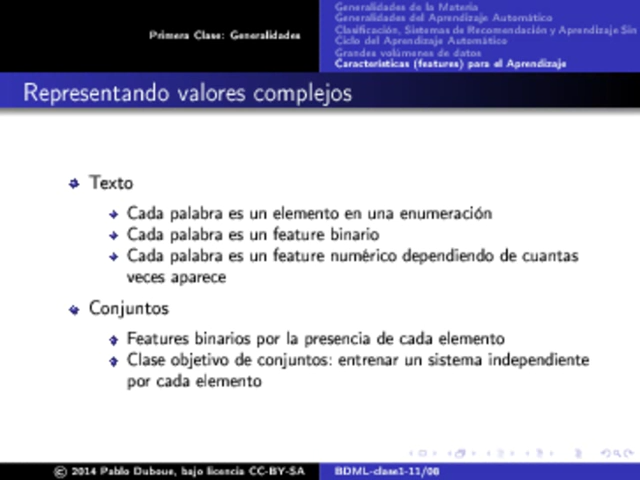 Primera Clase: Generalidades
Generalidades de la Materia
Generalidades del Aprendizaje Automático
Clasificación, Sistemas de Recomendación y Aprendizaje Sin
Ciclo del Aprendizaje Automático
Grandes volúmenes de datos
Características (features) para el Aprendizaje
Representando valores complejos
Texto
Cada palabra es un elemento en una enumeración
Cada palabra es un feature binario
Cada palabra es un feature numérico dependiendo de cuantas
veces aparece
Conjuntos
Features binarios por la presencia de cada elemento
Clase objetivo de conjuntos: entrenar un sistema independiente
por cada elemento
© 2014 Pablo Duboue, bajo licencia CC-BY-SA
BDML-clase1-11/08